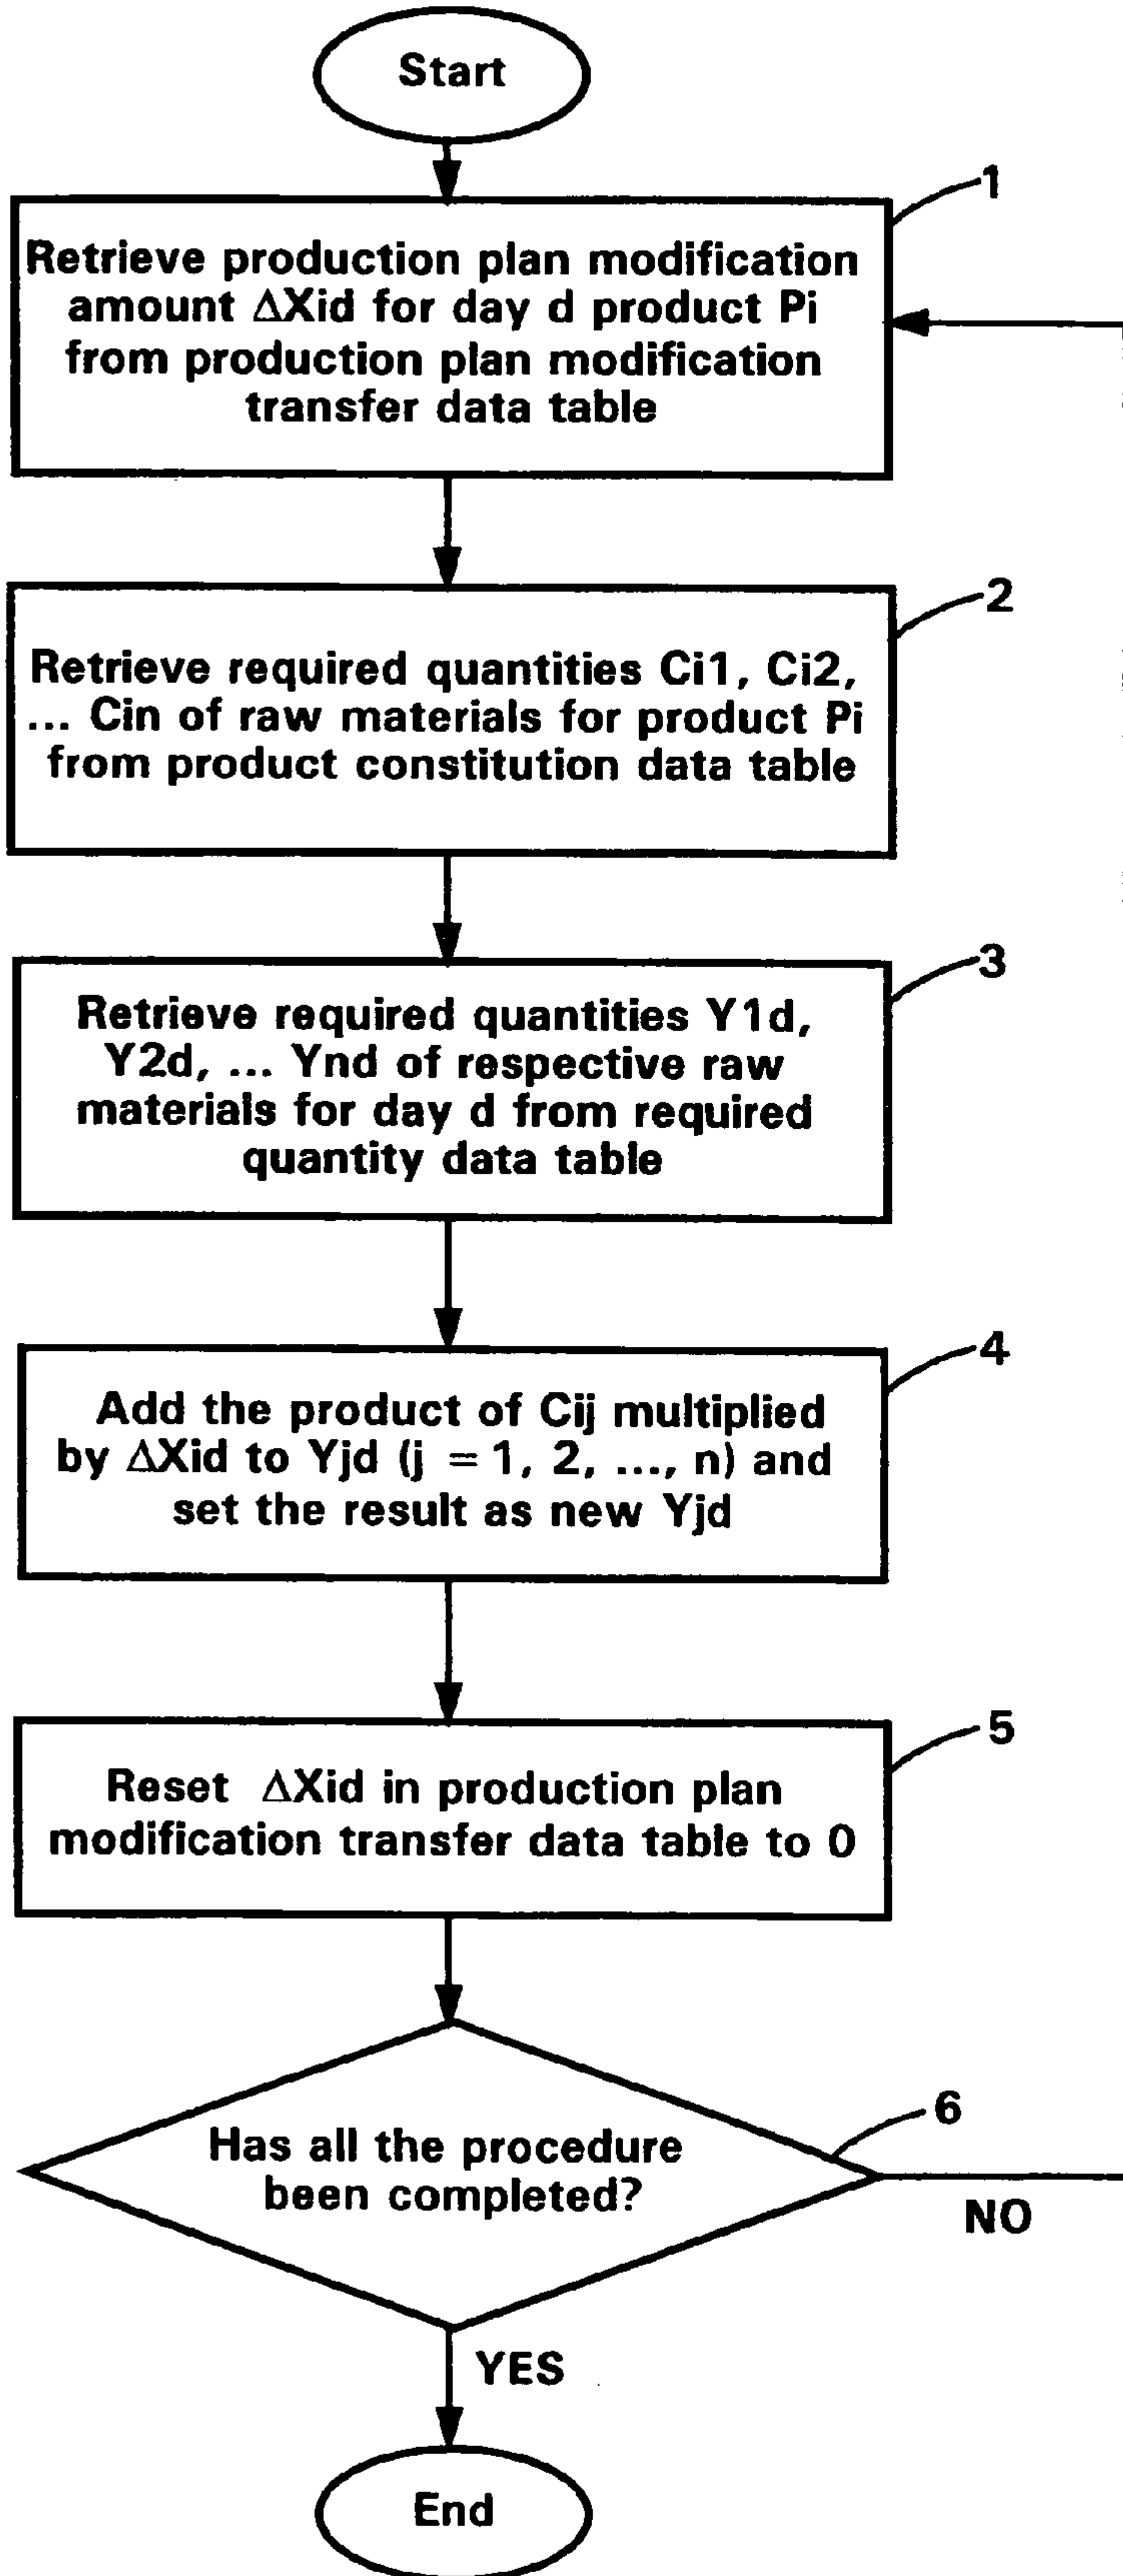 Start
1
Retrieve production plan modification
amount ΔXid for day d product Pi
from production plan modification
transfer data table
2
Retrieve required quantities Ci1, Ci2,
... Cin of raw materials for product Pi
from product constitution data table
3
Retrieve required quantities Y1d,
Y2d, ... Ynd of respective raw
materials for day d from required
quantity data table
4
Add the product of Cij multiplied
by ΔXid to Yjd (j = 1, 2, ..., n) and
set the result as new Yjd
5
Reset ΔXid in production plan
modification transfer data table to 0
6
Has all the procedure
been completed?
NO
YES
End